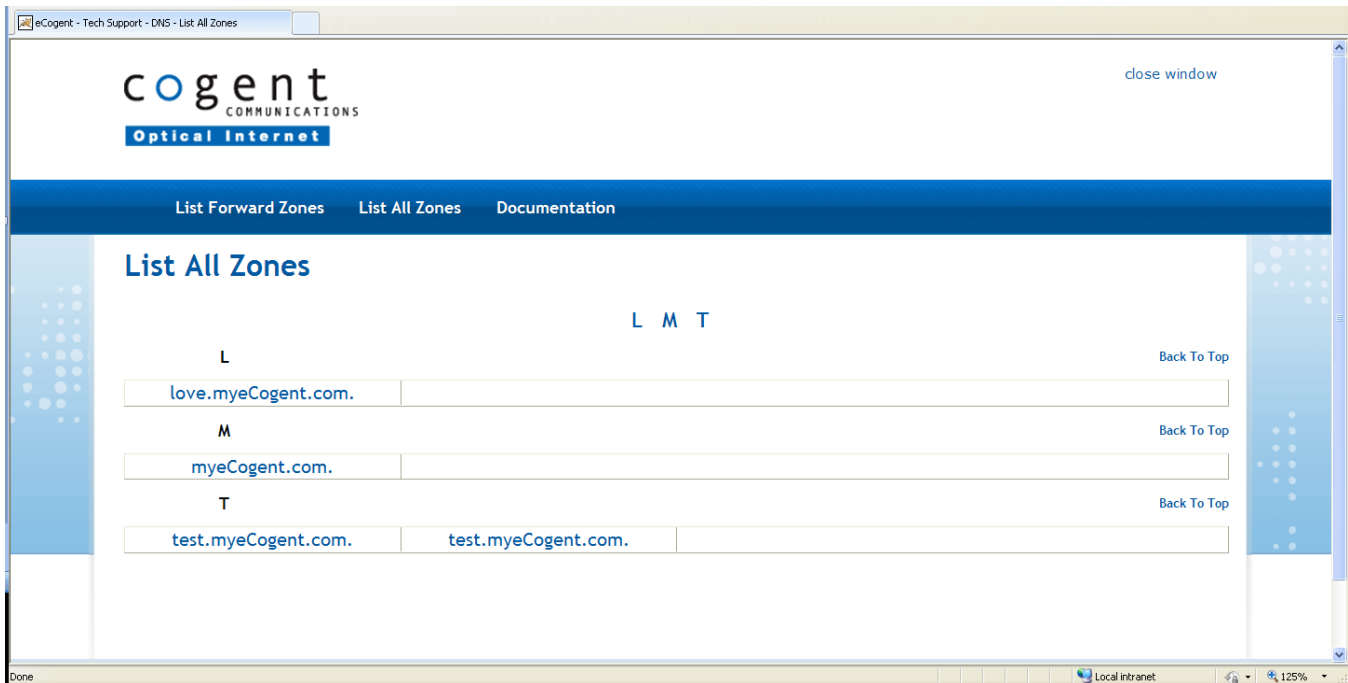 eCogent - Tech Support - DNS - List All Zones
close window
cogent
COMMUNICATIONS
Optical Internet
List Forward Zones List All Zones Documentation
List All Zones
L M T
L Back To Top
love.myeCogent.com.
M Back To Top
myeCogent.com.
T Back To Top
test.myeCogent.com. test.myeCogent.com.
Done Local intranet 125%